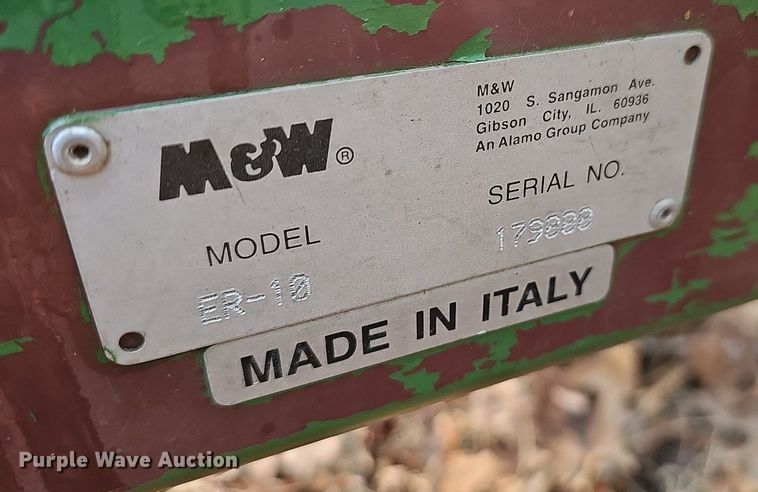 M&W®
M&W
1020 S. Sangamon Ave.
Gibson City, IL. 60936
An Alamo Group Company
MODEL
ER-10
SERIAL NO.
179000
MADE IN ITALY
Purple Wave Auction